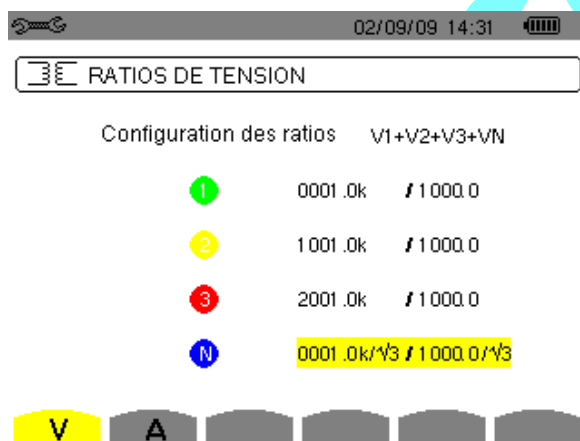 02/09/09 14:31
RATIOS DE TENSION
Configuration des ratios V1+V2+V3+VN
1 0001.0k / 1000.0
2 1001.0k / 1000.0
3 2001.0k / 1000.0
N 0001.0k/√3 / 1000.0/√3
V A